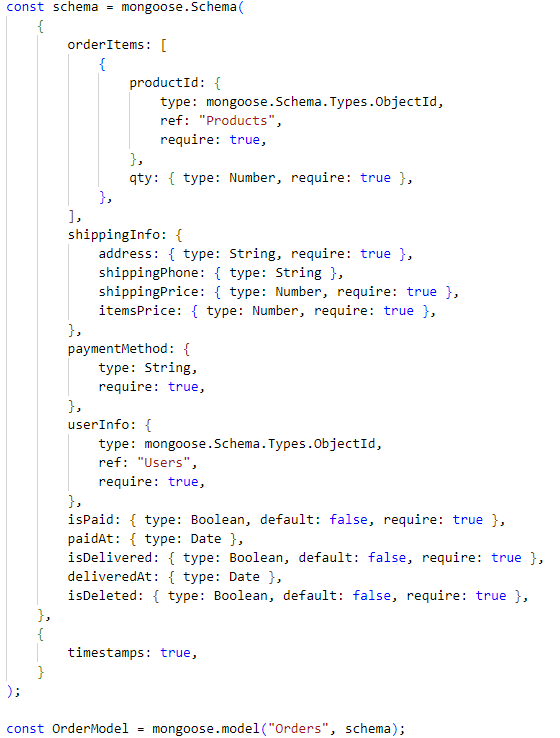 const schema = mongoose.Schema(
    {
        orderItems: [
            {
                productId: {
                    type: mongoose.Schema.Types.ObjectId,
                    ref: "Products",
                    require: true,
                },
                qty: { type: Number, require: true },
            },
        ],
        shippingInfo: {
            address: { type: String, require: true },
            shippingPhone: { type: String },
            shippingPrice: { type: Number, require: true },
            itemsPrice: { type: Number, require: true },
        },
        paymentMethod: {
            type: String,
            require: true,
        },
        userInfo: {
            type: mongoose.Schema.Types.ObjectId,
            ref: "Users",
            require: true,
        },
        isPaid: { type: Boolean, default: false, require: true },
        paidAt: { type: Date },
        isDelivered: { type: Boolean, default: false, require: true },
        deliveredAt: { type: Date },
        isDeleted: { type: Boolean, default: false, require: true },
    },
    {
        timestamps: true,
    }
);

const OrderModel = mongoose.model("Orders", schema);